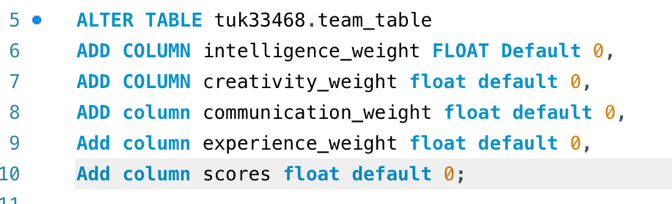 5 ALTER TABLE tuk33468.team_table
6 ADD COLUMN intelligence_weight FLOAT Default 0,
7 ADD COLUMN creativity_weight float default 0,
8 ADD column communication_weight float default 0,
9 Add column experience_weight float default 0,
10 Add column scores float default 0;
11